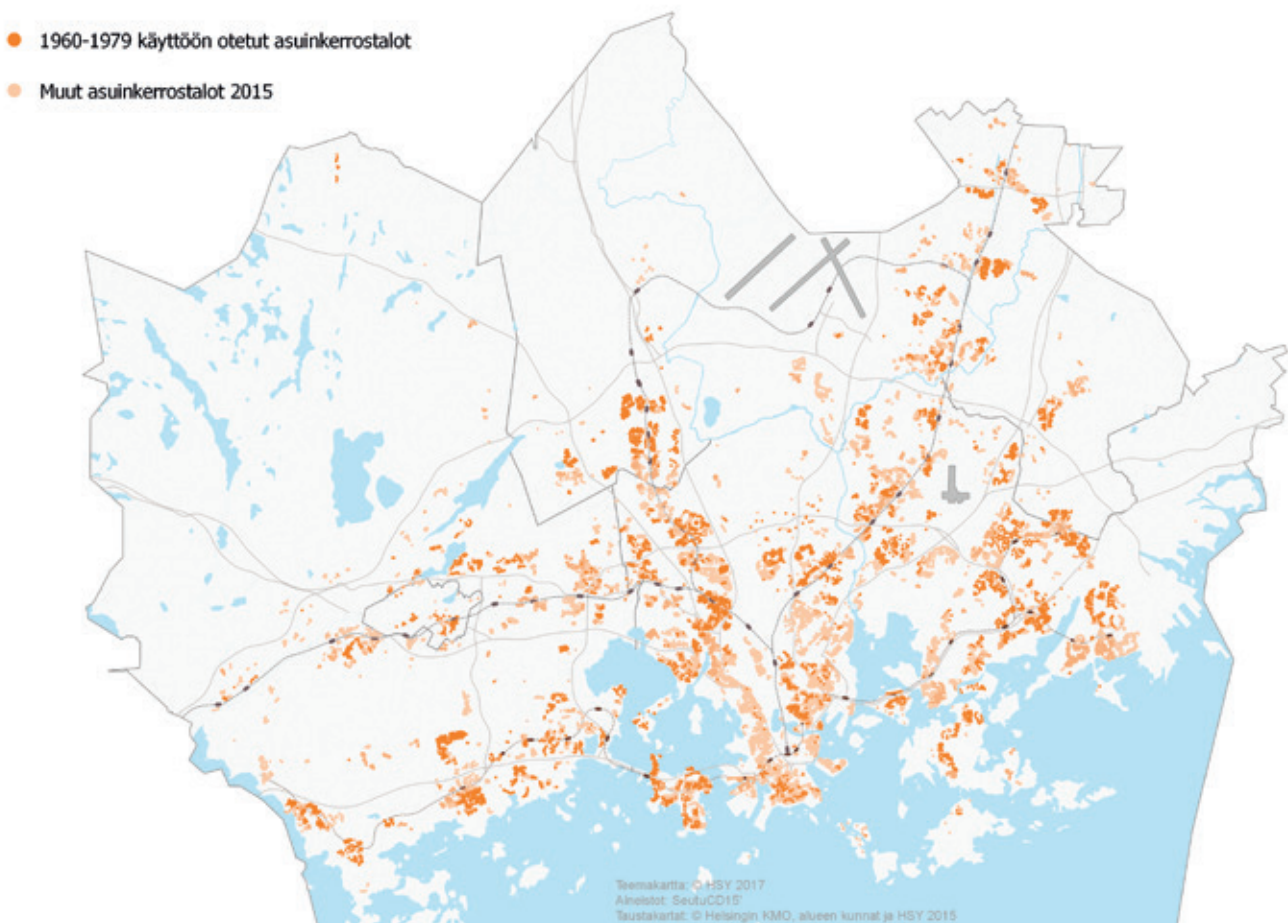 1960-1979 käyttöön otetut asuinkerrostalot
Muut asuinkerrostalot 2015
Teemakartta: © HSY 2017
Aineistot: SeutuCD15'
Taustakartat: © Helsingin KMO, alueen kunnat ja HSY 2015